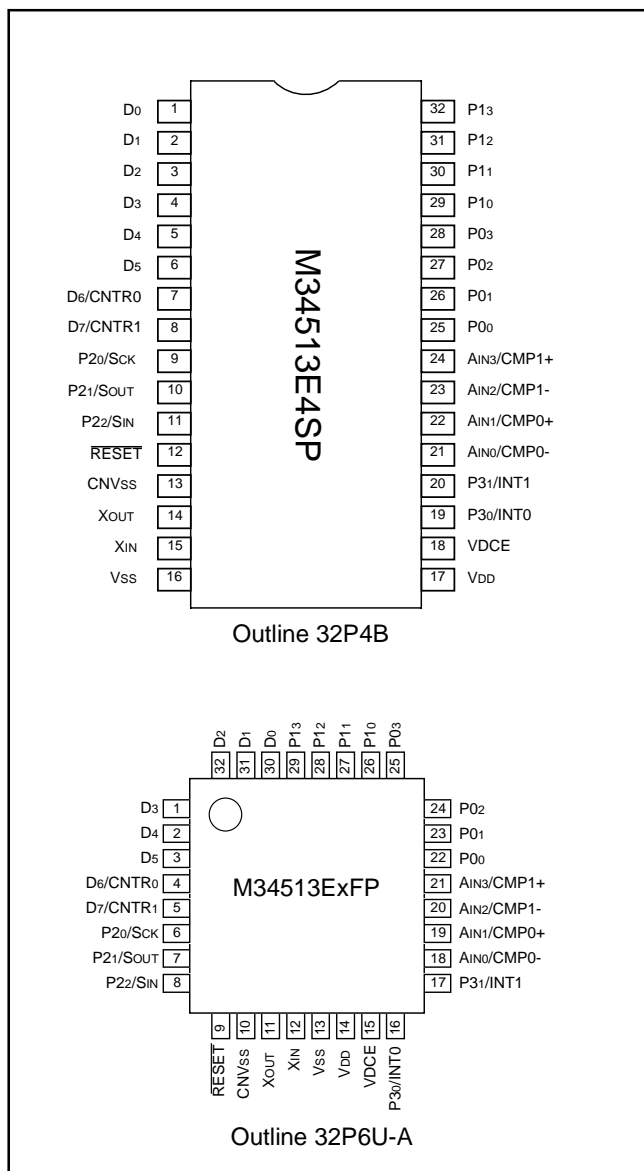 D0 1 32 P13
D1 2 31 P12
D2 3 30 P11
D3 4 29 P10
D4 5 28 P03
D5 6 27 P02
D6/CNTR0 7 26 P01
D7/CNTR1 8 25 P00
P20/SCK 9 24 AIN3/CMP1+
P21/SOUT 10 23 AIN2/CMP1-
P22/SIN 11 22 AIN1/CMP0+
RESET 12 21 AIN0/CMP0-
CNVSS 13 20 P31/INT1
XOUT 14 19 P30/INT0
XIN 15 18 VDCE
VSS 16 17 VDD
M34513E4SP
Outline 32P4B
D2 D1 D0 P13 P12 P11 P10 P03
32 31 30 29 28 27 26 25
D3 1 24 P02
D4 2 23 P01
D5 3 22 P00
D6/CNTR0 4 21 AIN3/CMP1+
D7/CNTR1 5 20 AIN2/CMP1-
P20/SCK 6 19 AIN1/CMP0+
P21/SOUT 7 18 AIN0/CMP0-
P22/SIN 8 17 P31/INT1
M34513ExFP
9 10 11 12 13 14 15 16
RESET CNVSS XOUT XIN VSS VDD VDCE P30/INT0
Outline 32P6U-A